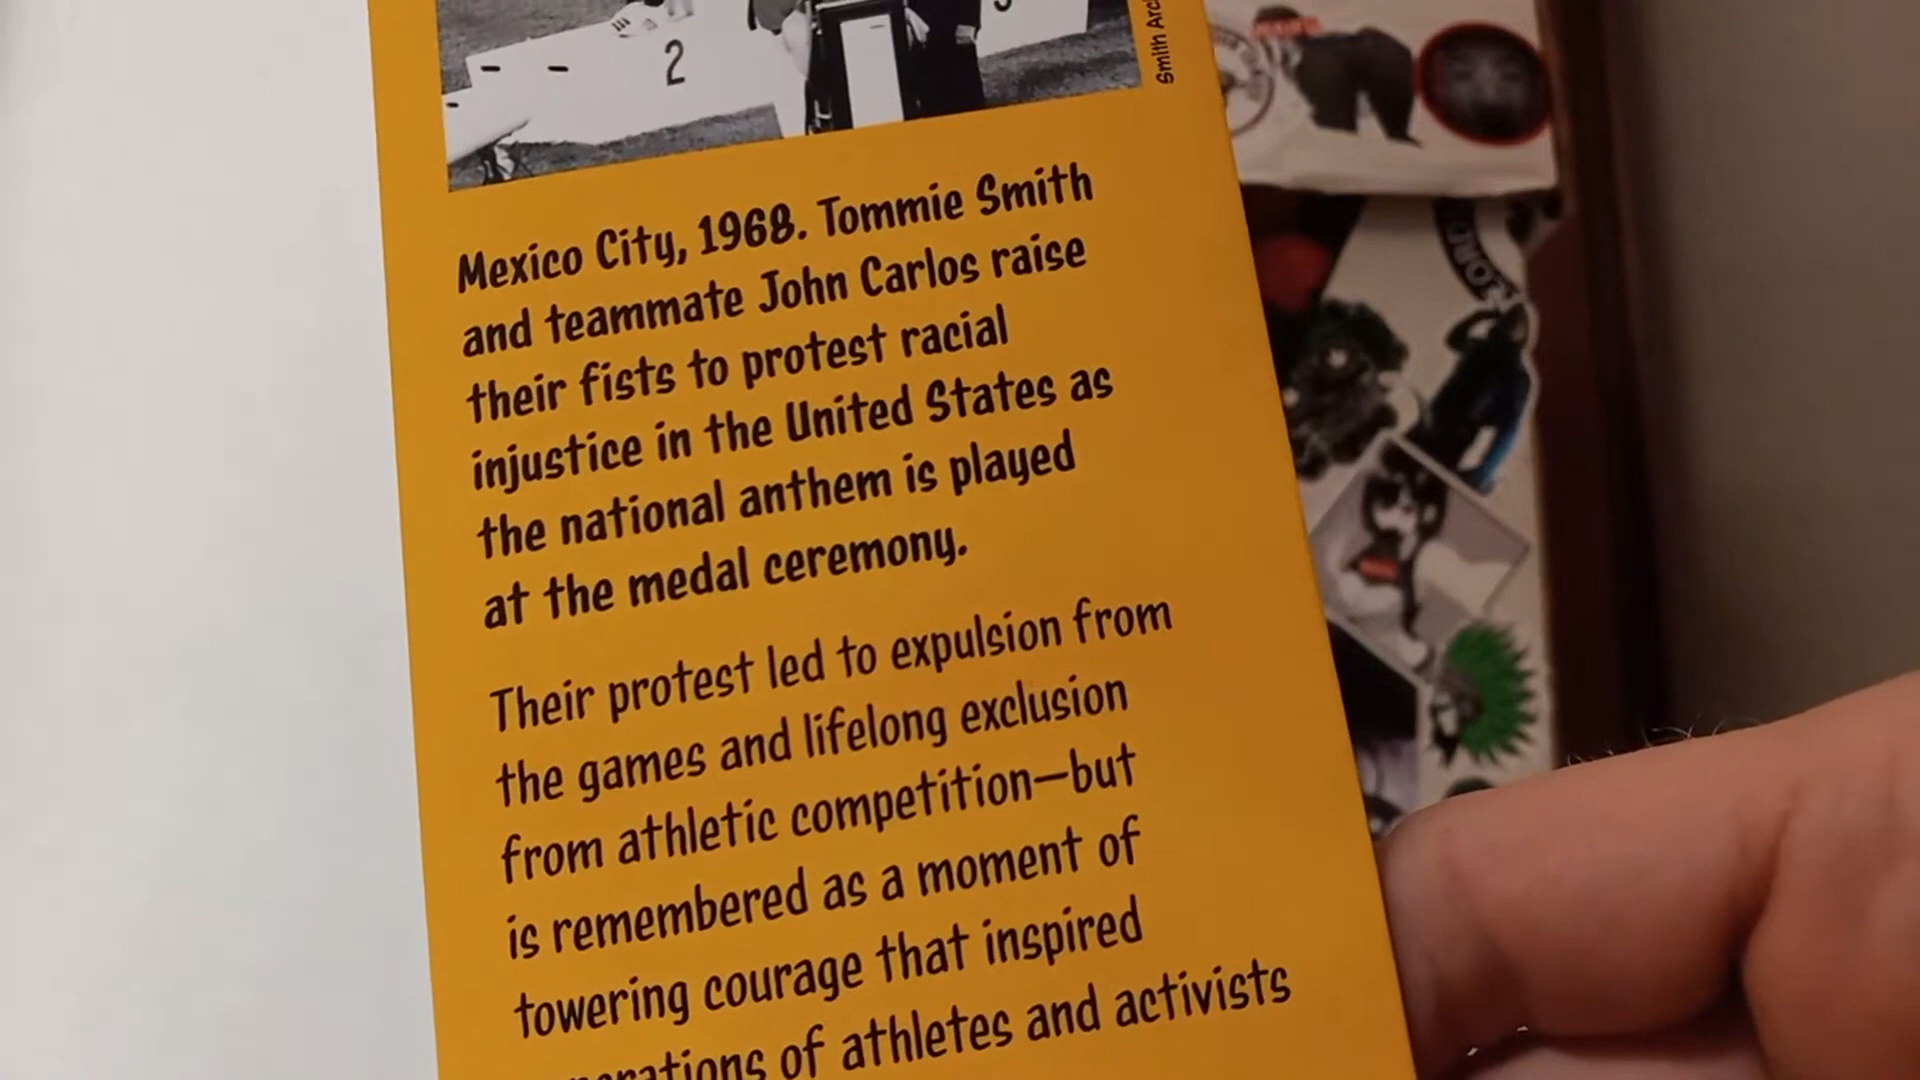 2
Smith
Mexico City, 1968. Tommie Smith
and teammate John Carlos raise
their fists to protest racial
injustice in the United States as
the national anthem is played
at the medal ceremony.
Their protest led to expulsion from
the games and lifelong exclusion
from athletic competition—but
is remembered as a moment of
towering courage that inspired
of athletes and activists